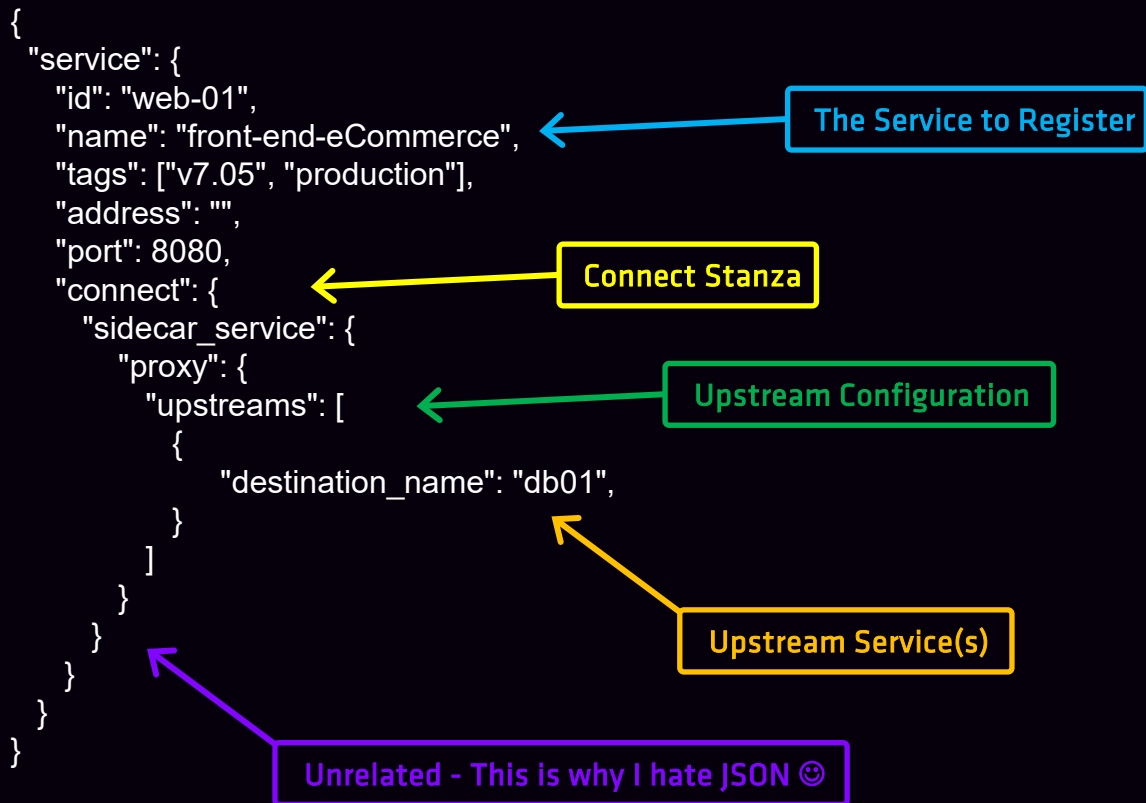 {
"service": {
"id": "web-01",
"name": "front-end-eCommerce",
The Service to Register
"tags": ["v7.05", "production"],
"address": "",
"port": 8080,
Connect Stanza
"connect": {
"sidecar_service": {
"proxy": {
Upstream Configuration
"upstreams": [
{
"destination_name": "db01",
}
]
}
}
Upstream Service(s)
}
}
}
Unrelated - This is why I hate JSON ☺